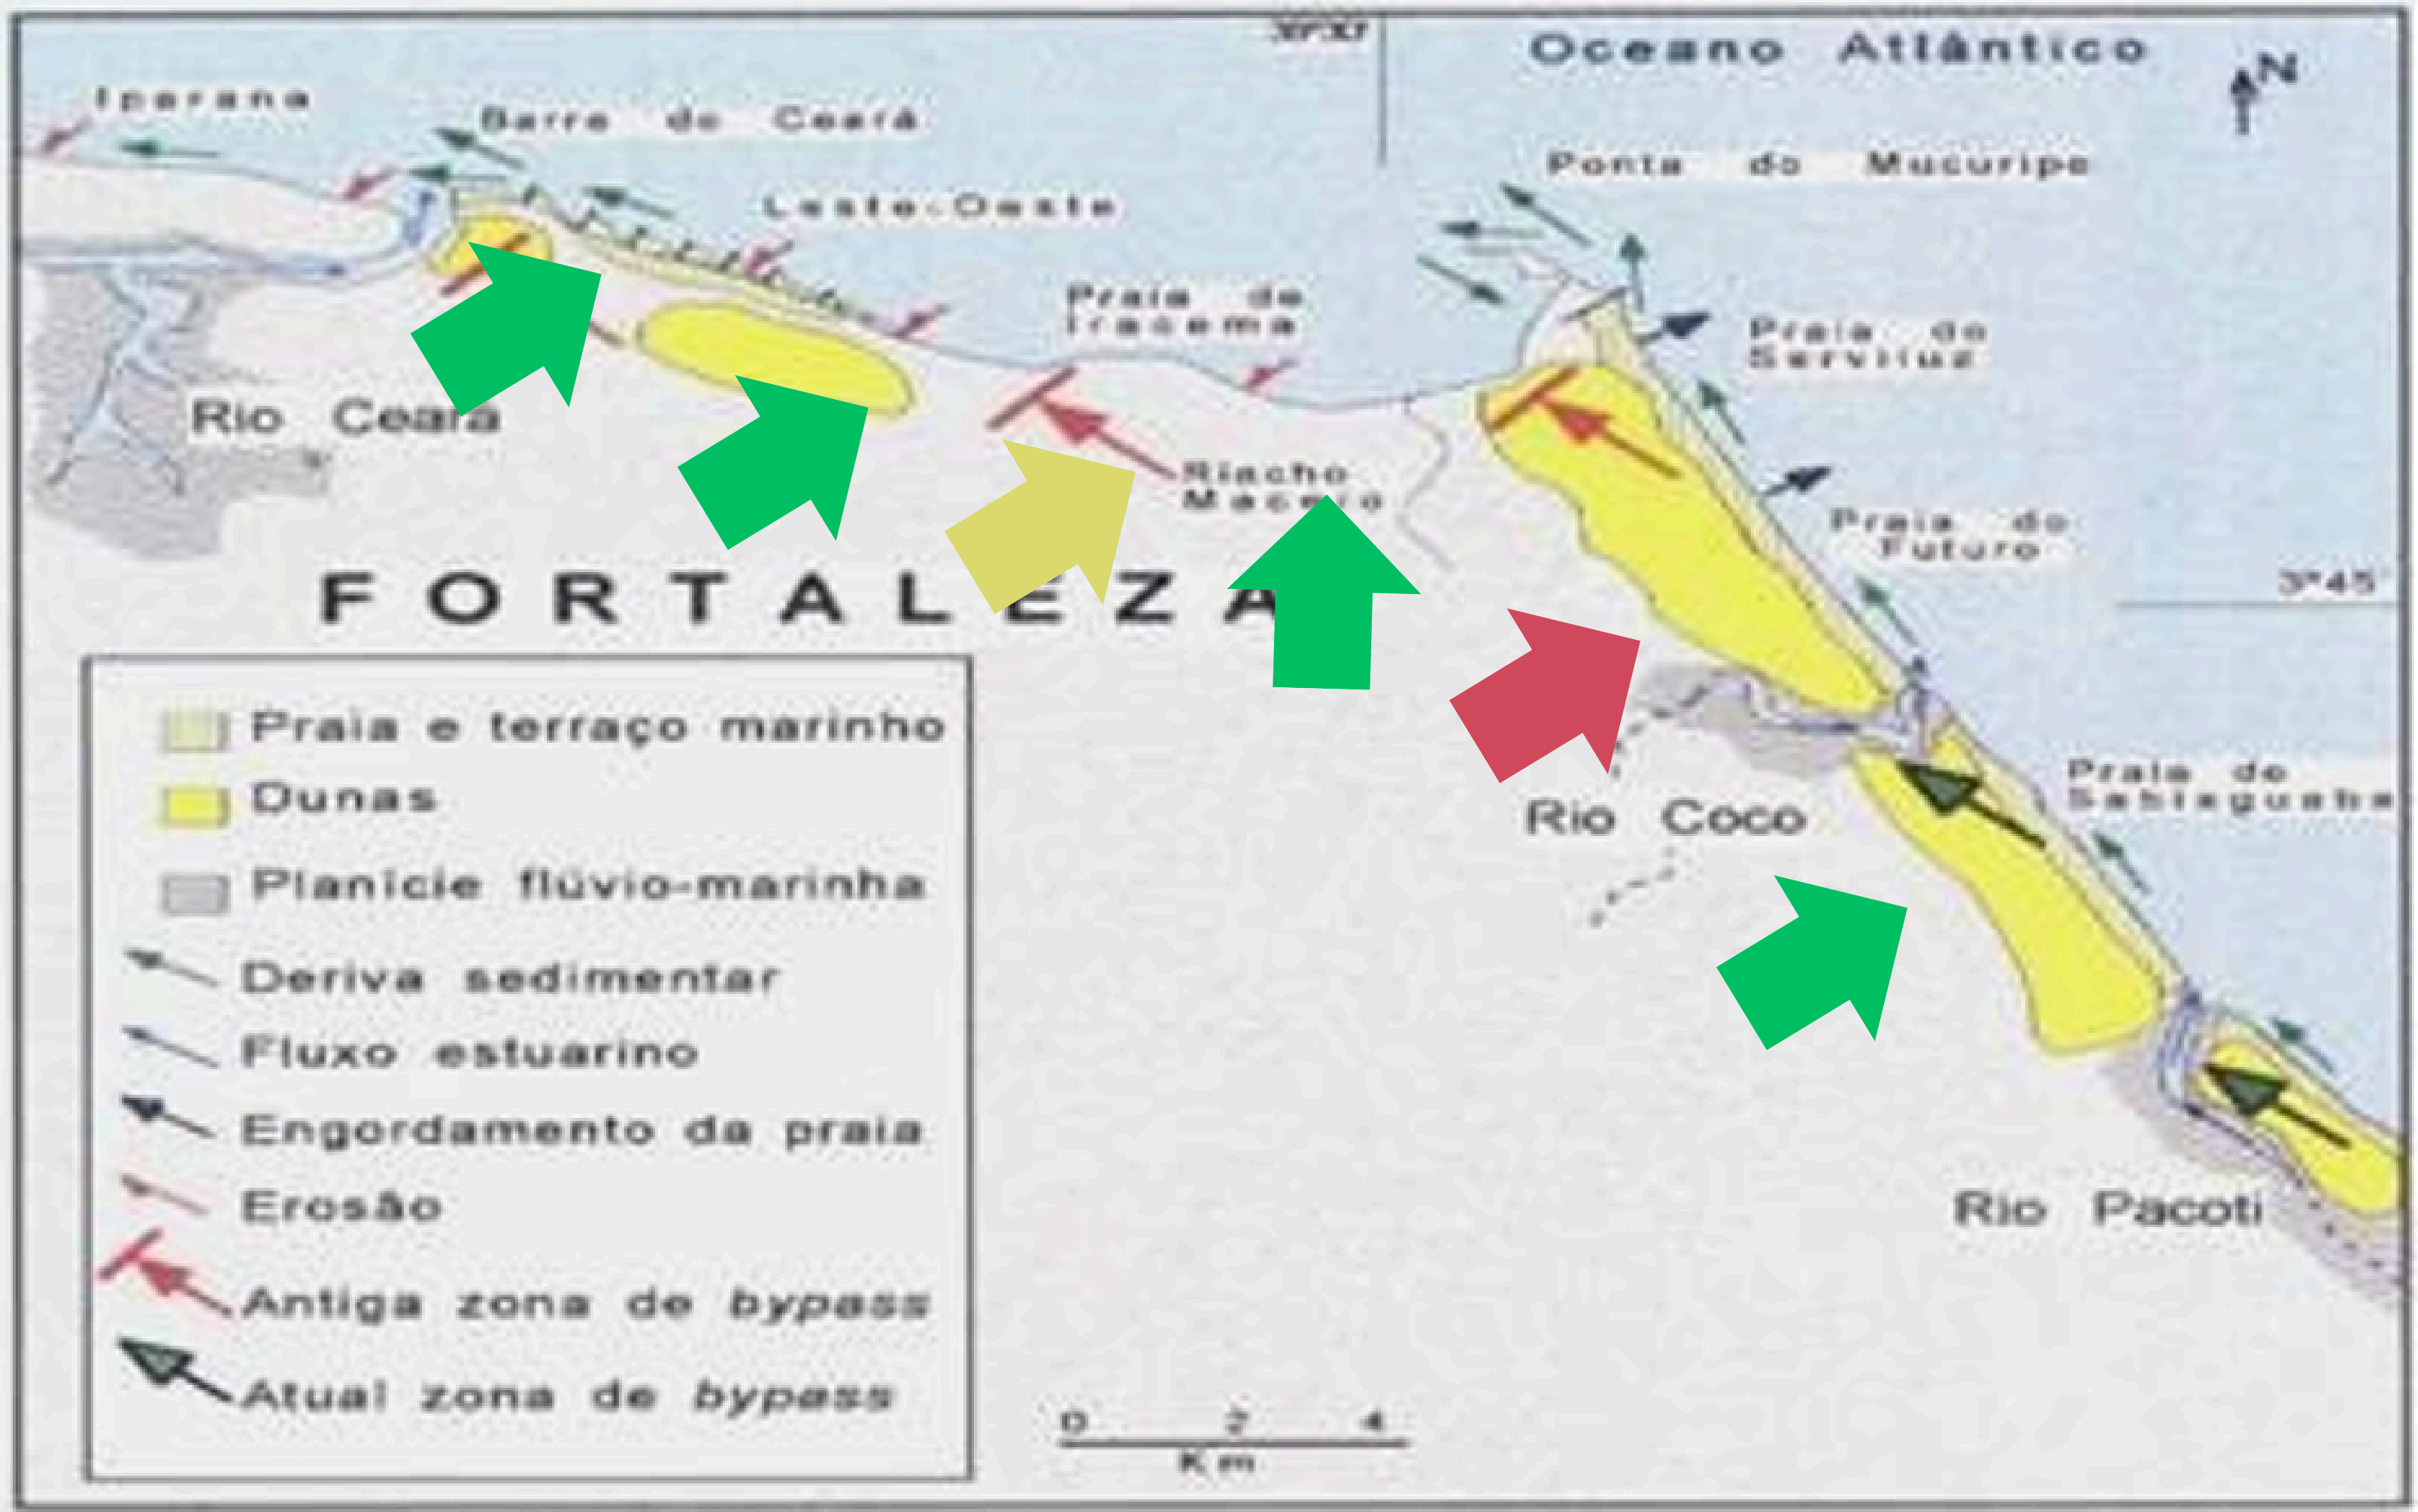 Oceano Atlântico
N
Iparana
Barra do Ceará
Ponta do Mucuripe
Leste-Oeste
Praia de
Iracema
Praia do
Serviluz
Rio Ceará
Riacho
Maceió
Praia do
Futuro
3°45
FORTALEZA
Praia de
Sabiaguaba
Rio Coco
Rio Pacoti
Praia e terraço marinho
Dunas
Planície flúvio-marinha
Deriva sedimentar
Fluxo estuarino
Engordamento da praia
Erosão
Antiga zona de bypass
Atual zona de bypass
0 2 4
Km